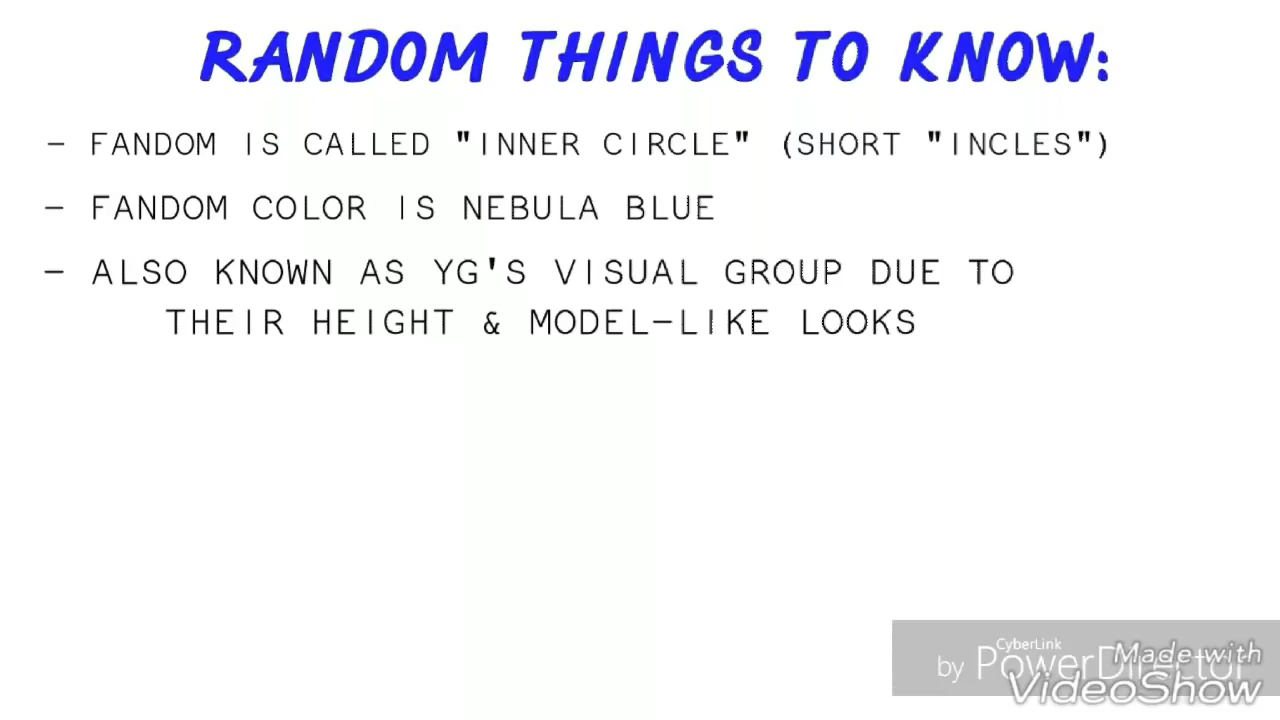 RANDOM THINGS TO KNOW:
- FANDOM IS CALLED "INNER CIRCLE" (SHORT "INCLES")
- FANDOM COLOR IS NEBULA BLUE
- ALSO KNOWN AS YG'S VISUAL GROUP DUE TO
THEIR HEIGHT & MODEL-LIKE LOOKS
CyberLink
by PowerDirector
Made with
VideoShow